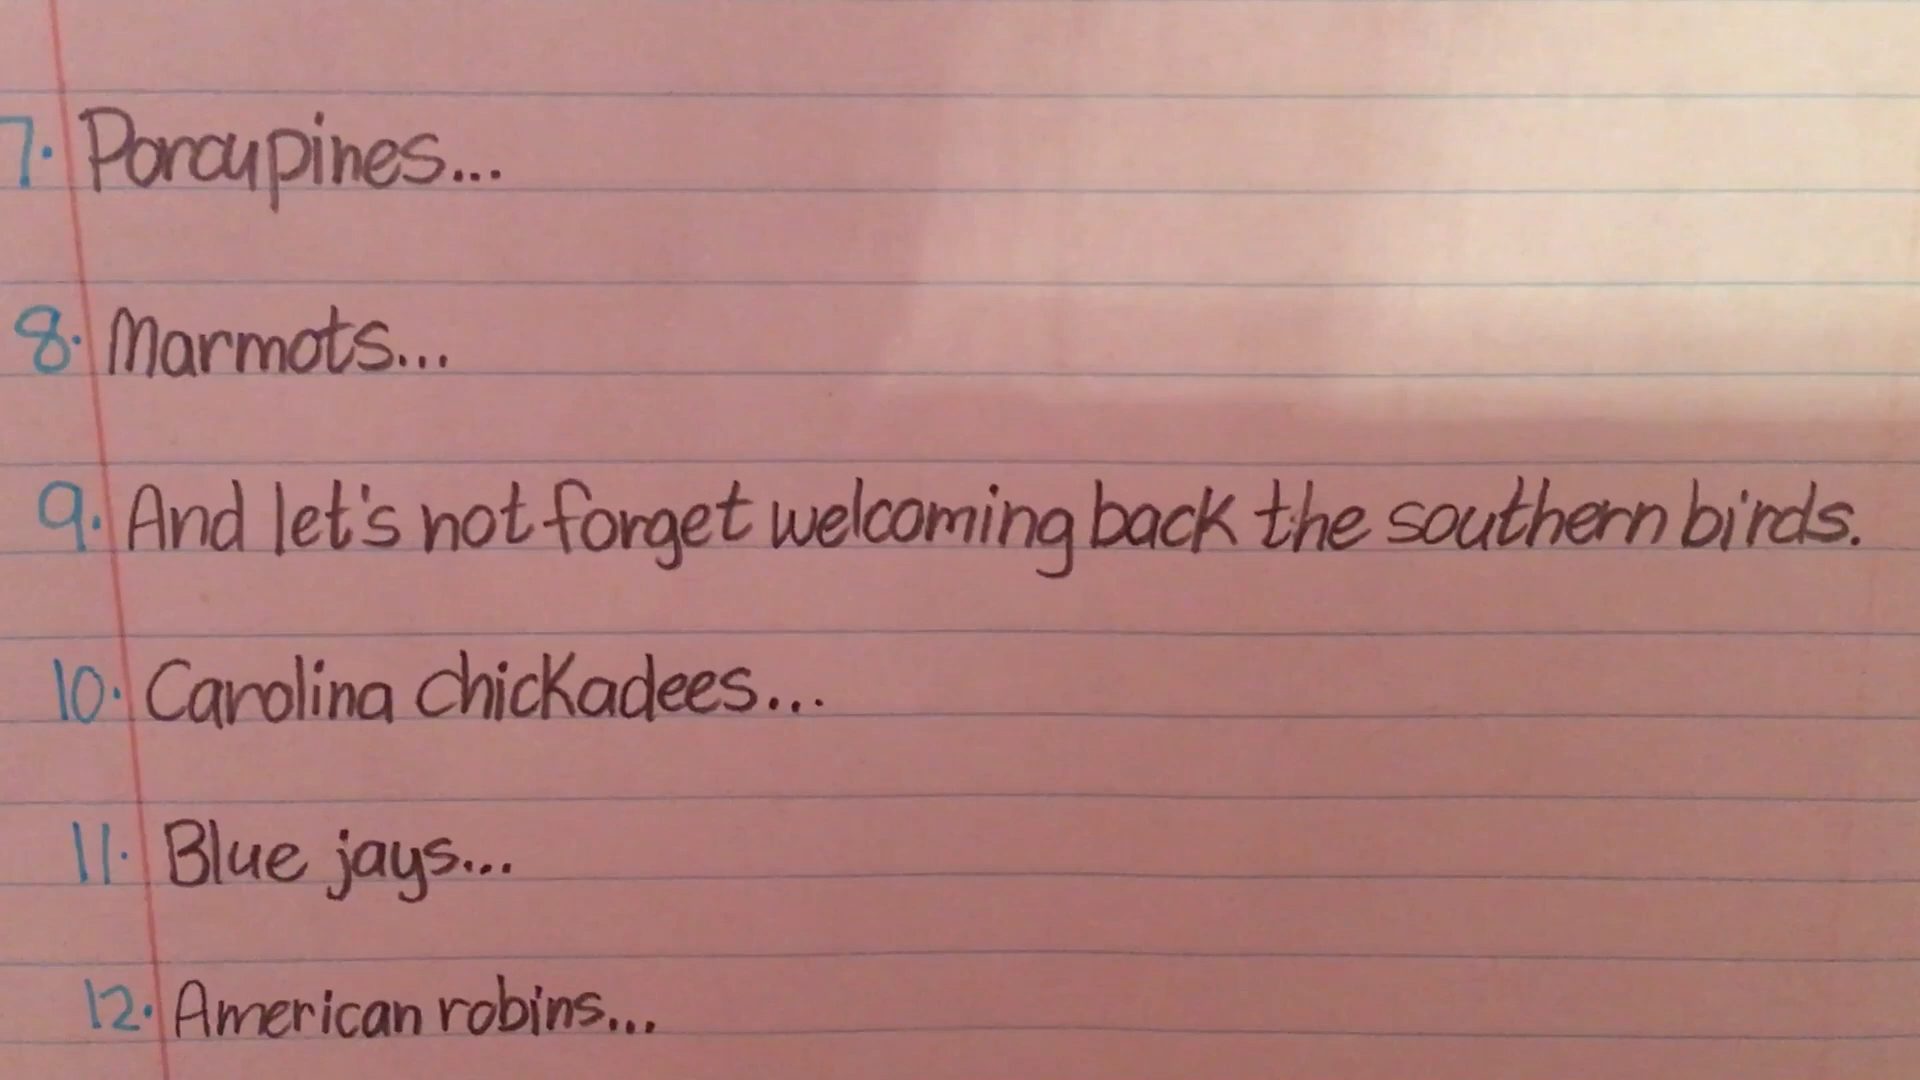 7. Porcupines...
8. Marmots...
9. And let's not forget welcoming back the southern birds.
10. Carolina chickadees...
11. Blue jays...
12. American robins...